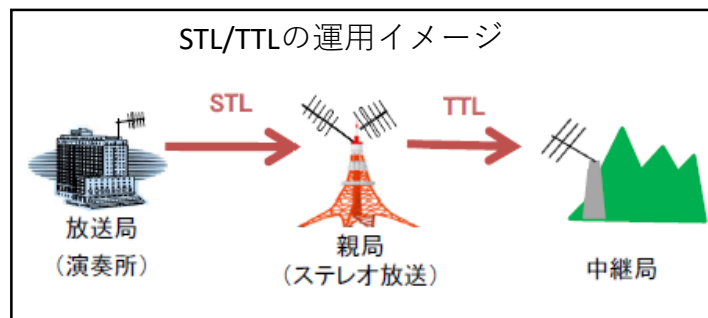 STL/TTLの運用イメージ
STL
TTL
放送局
（演奏所）
親局
（ステレオ放送）
中継局